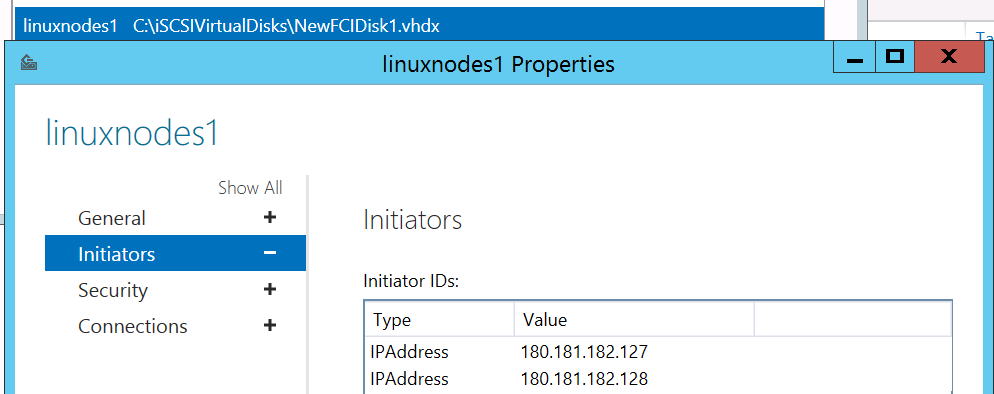 linuxnodes1 C:\iSCSIVirtualDisks\NewFCIDisk1.vhdx
linuxnodes1 Properties
linuxnodes1
Show All
General
Initiators
Security
Connections
Initiators
Initiator IDs:
Type Value
IPAddress 180.181.182.127
IPAddress 180.181.182.128